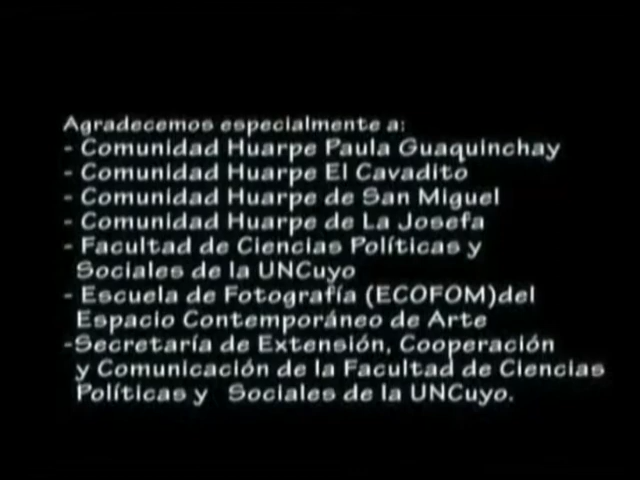 Agradecemos especialmente a:
- Comunidad Huarpe Paula Guaquinchay
- Comunidad Huarpe El Cavadito
- Comunidad Huarpe de San Miguel
- Comunidad Huarpe de La Josefa
- Facultad de Ciencias Políticas y
Sociales de la UNCuyo
- Escuela de Fotografía (ECOFOM)del
Espacio Contemporáneo de Arte
-Secretaría de Extensión, Cooperación
y Comunicación de la Facultad de Ciencias
Políticas y Sociales de la UNCuyo.